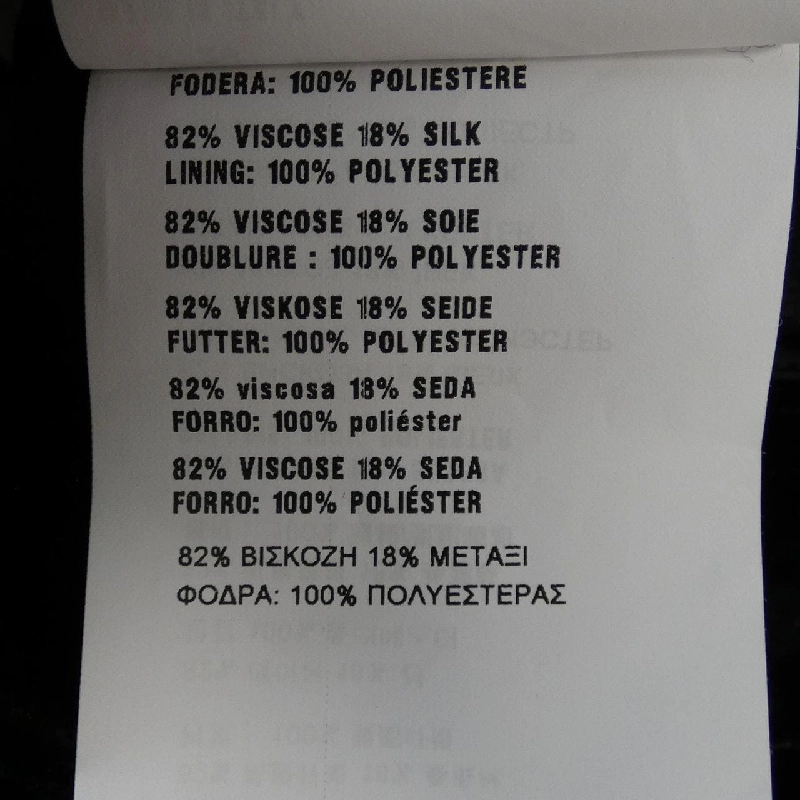 FODERA: 100% POLIESTERE
82% VISCOSE 18% SILK
LINING: 100% POLYESTER
82% VISCOSE 18% SOIE
DOUBLURE : 100% POLYESTER
82% VISKOSE 18% SEIDE
FUTTER: 100% POLYESTER
82% viscosa 18% SEDA
FORRO: 100% poliéster
82% VISCOSE 18% SEDA
FORRO: 100% POLIÉSTER
82% ΒΙΣΚΟΖΗ 18% ΜΕΤΑΞΙ
ΦΟΔΡΑ: 100% ΠΟΛΥΕΣΤΕΡΑΣ